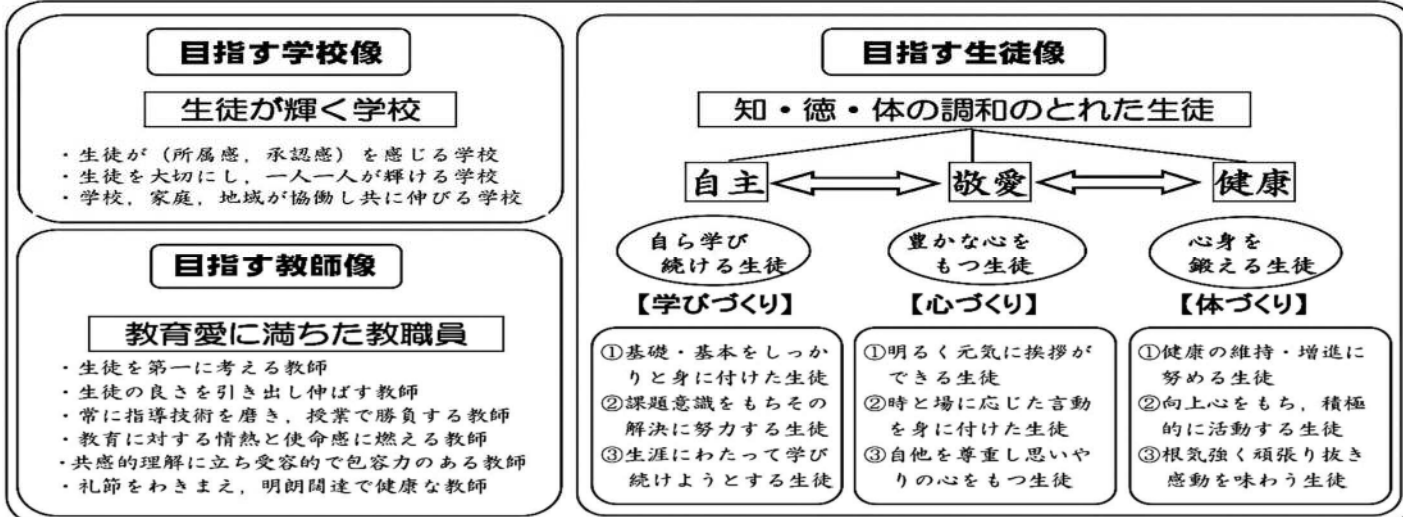 目指す学校像
生徒が輝く学校
・生徒が（所属感，承認感）を感じる学校
・生徒を大切にし，一人一人が輝ける学校
・学校，家庭，地域が協働し共に伸びる学校
目指す教師像
教育愛に満ちた教職員
・生徒を第一に考える教師
・生徒の良さを引き出し伸ばす教師
・常に指導技術を磨き，授業で勝負する教師
・教育に対する情熱と使命感に燃える教師
・共感的理解に立ち受容的で包容力のある教師
・礼節をわきまえ，明朗闊達で健康な教師
目指す生徒像
知・徳・体の調和のとれた生徒
自主
敬愛
健康
自ら学び
続ける生徒
豊かな心を
もつ生徒
心身を
鍛える生徒
【学びづくり】
【心づくり】
【体づくり】
①基礎・基本をしっか
りと身に付けた生徒
②課題意識をもちその
解決に努力する生徒
③生涯にわたって学び
続けようとする生徒
①明るく元気に挨拶が
できる生徒
②時と場に応じた言動
を身に付けた生徒
③自他を尊重し思いや
りの心をもつ生徒
①健康の維持・増進に
努める生徒
②向上心をもち，積極
的に活動する生徒
③根気強く頑張り抜き
感動を味わう生徒